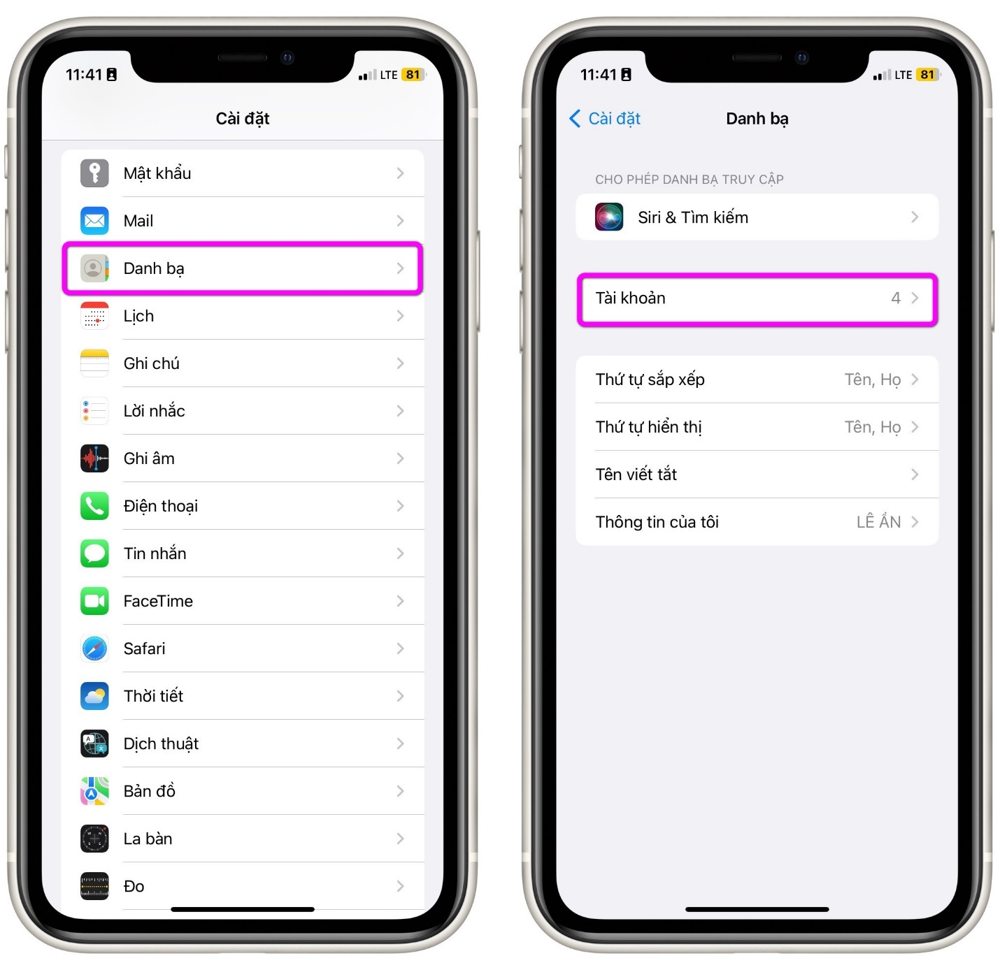 11:41 LTE 81
Cài đặt
Mật khẩu
Mail
Danh bạ
Lịch
Ghi chú
Lời nhắc
Ghi âm
Điện thoại
Tin nhắn
FaceTime
Safari
Thời tiết
Dịch thuật
Bản đồ
La bàn
Đo
11:41 LTE 81
Cài đặt Danh bạ
CHO PHÉP DANH BẠ TRUY CẬP
Siri & Tìm kiếm
Tài khoản 4
Thứ tự sắp xếp Tên, Họ
Thứ tự hiển thị Tên, Họ
Tên viết tắt
Thông tin của tôi LÊ ẨN